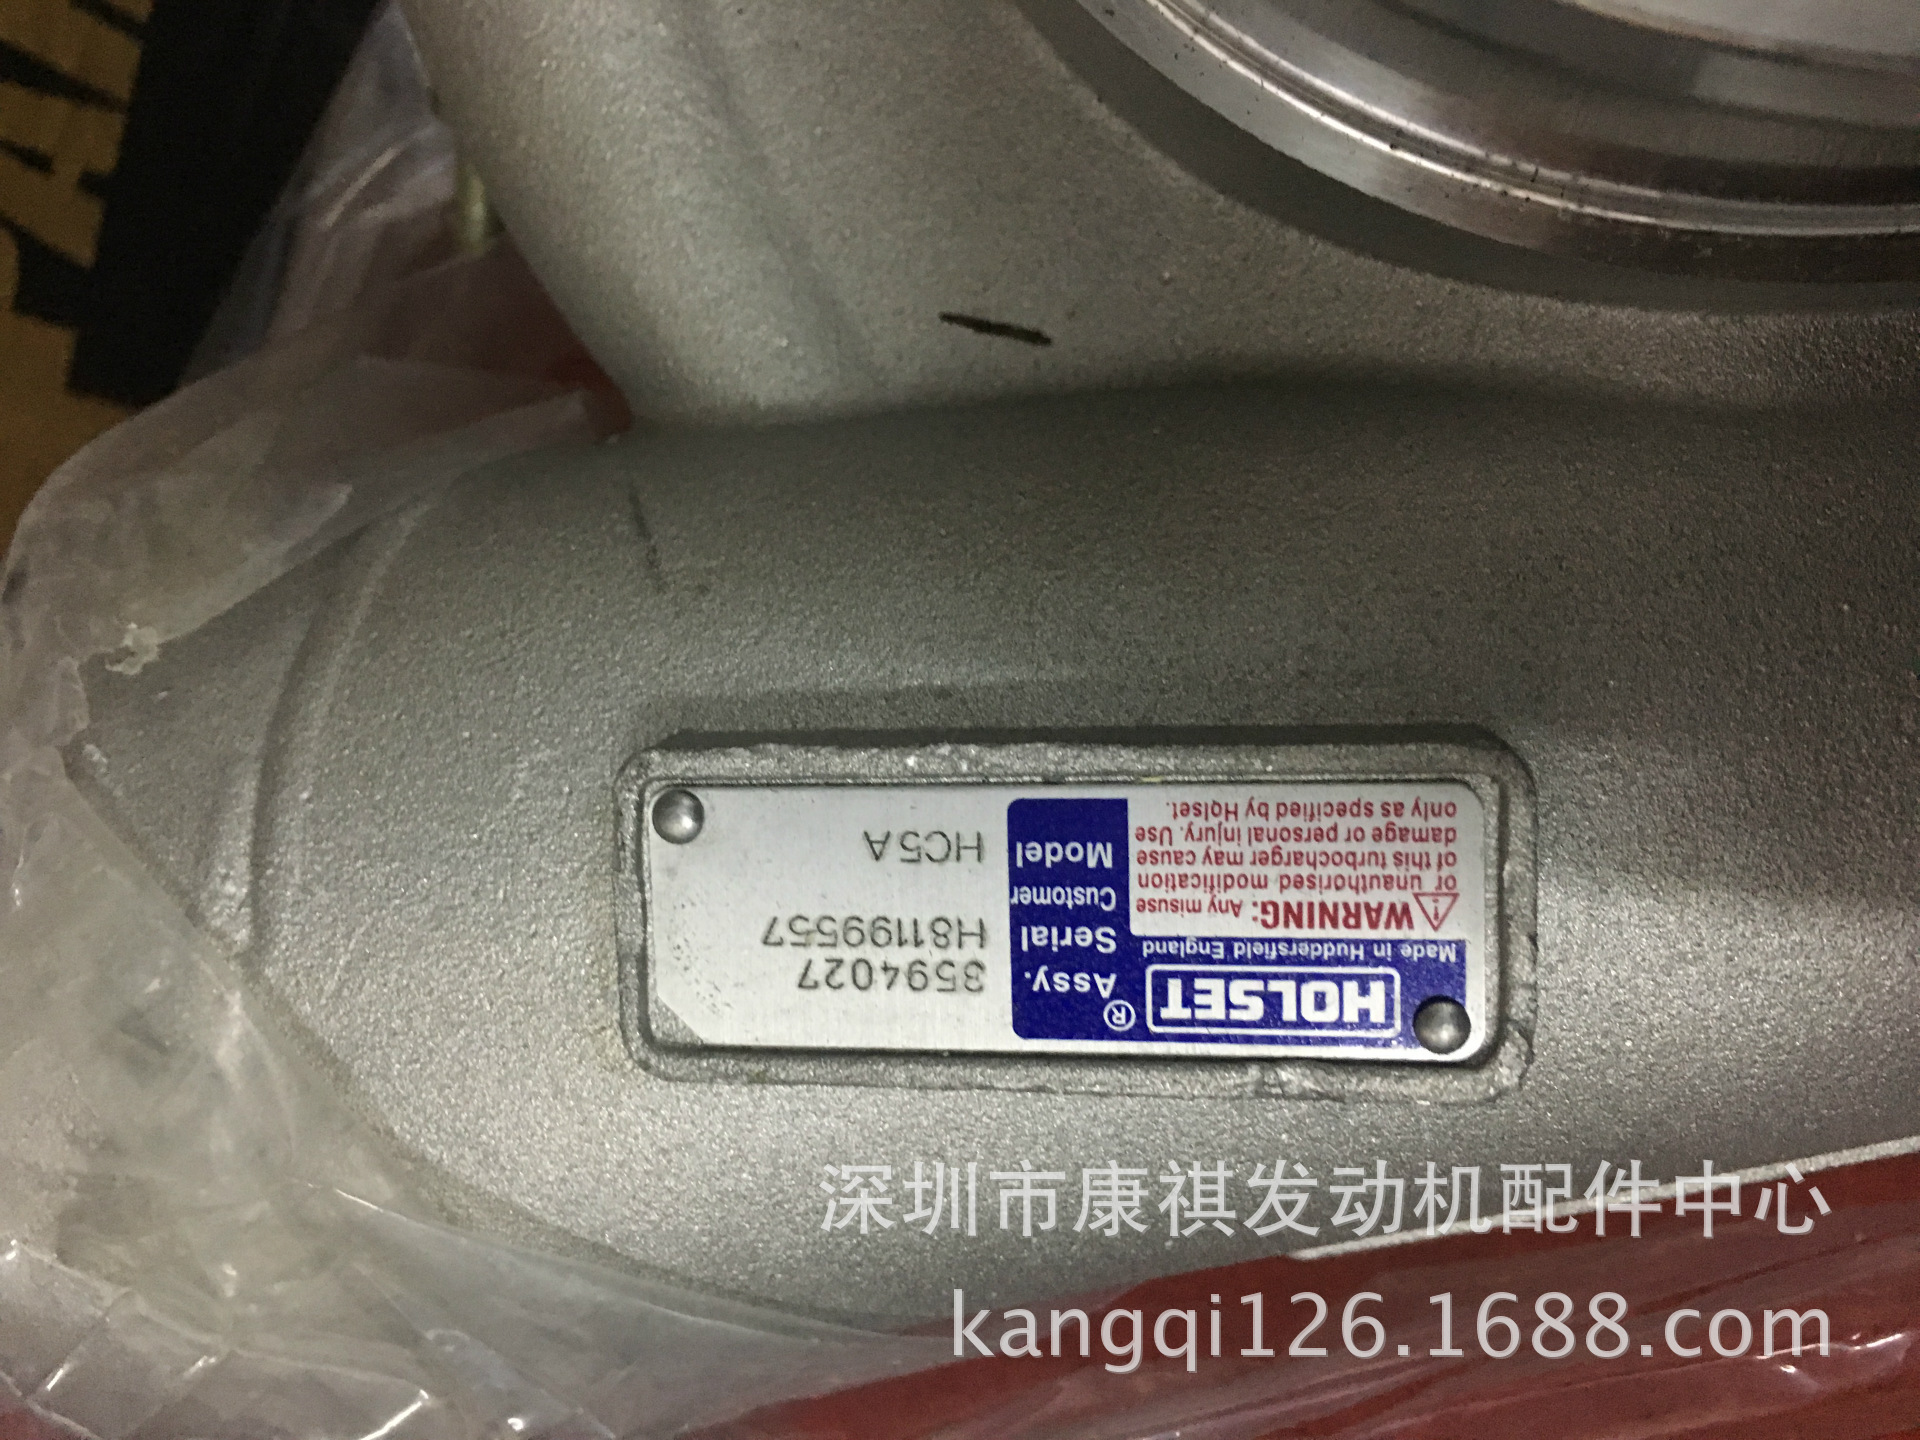 HOLSET ®
Made in Huddersfield England
WARNING: Any misuse
or unauthorised modification
of this turbocharger may cause
damage or personal injury. Use
only as specified by Holset.
Assy. 3594027
Serial H81199557
Customer
Model HC5A
深圳市康祺发动机配件中心
kangqi126.1688.com